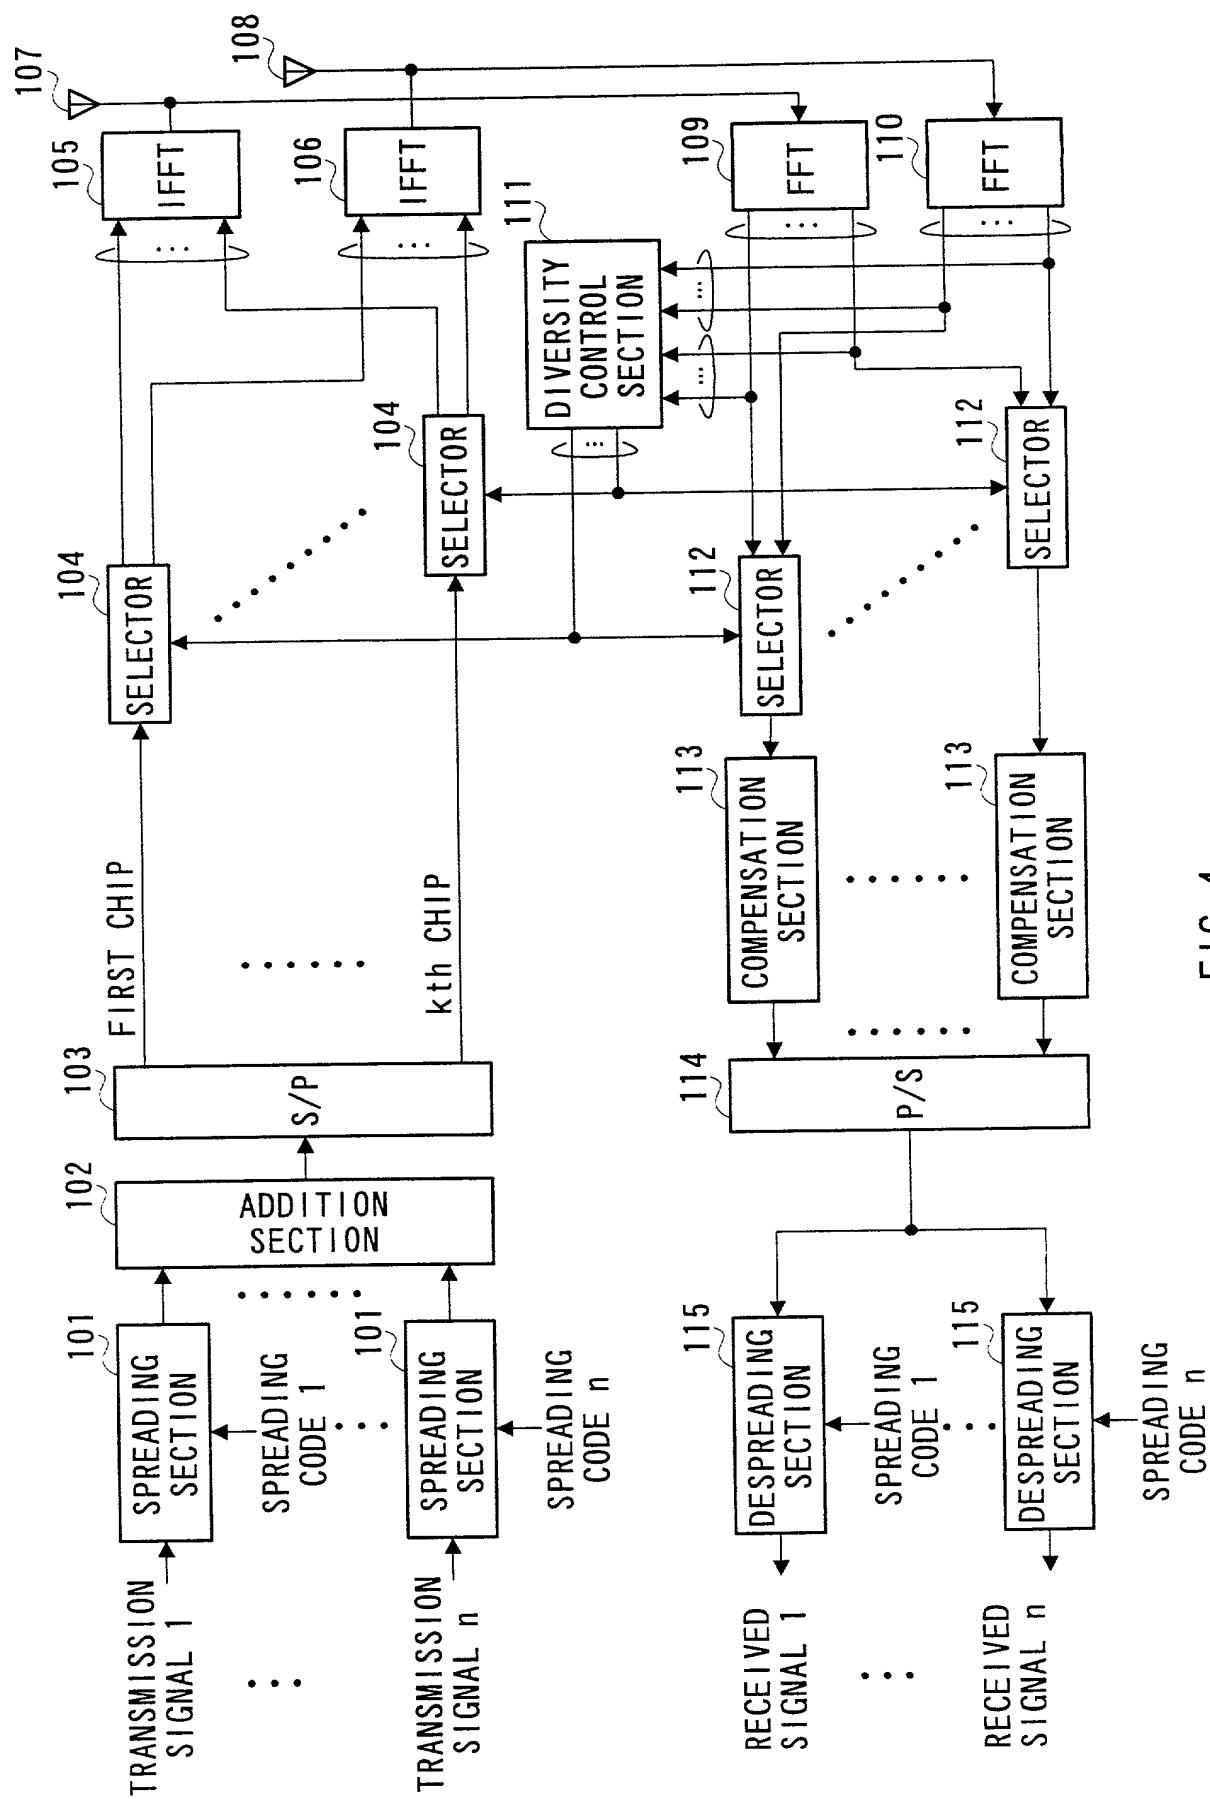 TRANSMISSION
SIGNAL 1
TRANSMISSION
SIGNAL n
101
SPREADING
SECTION
SPREADING
CODE 1
101
SPREADING
SECTION
SPREADING
CODE n
102
ADDITION
SECTION
103
S/P
FIRST CHIP
kth CHIP
104
SELECTOR
104
SELECTOR
105
IFFT
106
IFFT
107
108
109
FFT
110
FFT
111
DIVERSITY
CONTROL
SECTION
112
SELECTOR
112
SELECTOR
113
COMPENSATION
SECTION
113
COMPENSATION
SECTION
114
P/S
115
DESPREADING
SECTION
SPREADING
CODE 1
115
DESPREADING
SECTION
SPREADING
CODE n
RECEIVED
SIGNAL 1
RECEIVED
SIGNAL n